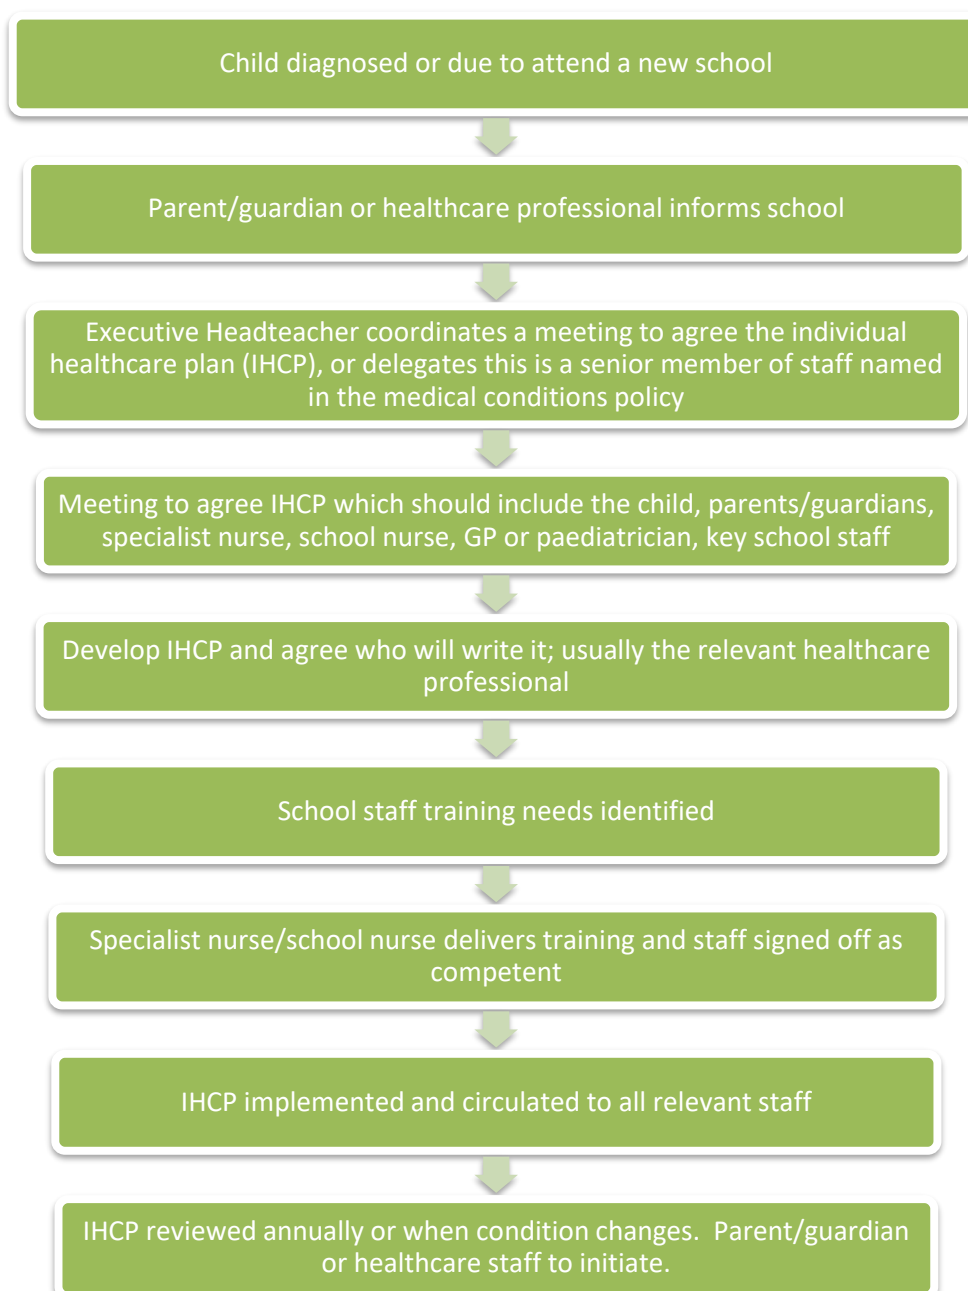 Child diagnosed or due to attend a new school
Parent/guardian or healthcare professional informs school
Executive Headteacher coordinates a meeting to agree the individual
healthcare plan (IHCP), or delegates this is a senior member of staff named
in the medical conditions policy
Meeting to agree IHCP which should include the child, parents/guardians,
specialist nurse, school nurse, GP or paediatrician, key school staff
Develop IHCP and agree who will write it; usually the relevant healthcare
professional
School staff training needs identified
Specialist nurse/school nurse delivers training and staff signed off as
competent
IHCP implemented and circulated to all relevant staff
IHCP reviewed annually or when condition changes.  Parent/guardian
or healthcare staff to initiate.